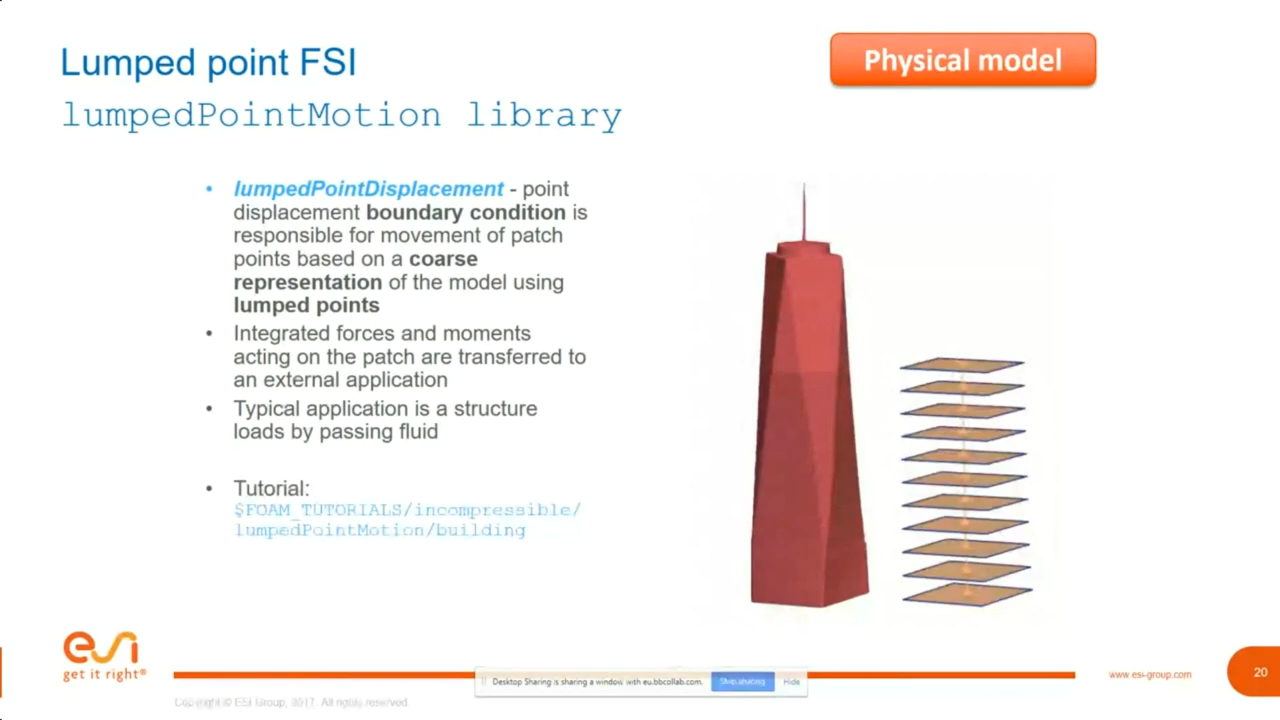 Lumped point FSI
Physical model
lumpedPointMotion library
• lumpedPointDisplacement - point
displacement boundary condition is
responsible for movement of patch
points based on a coarse
representation of the model using
lumped points
• Integrated forces and moments
acting on the patch are transferred to
an external application
• Typical application is a structure
loads by passing fluid
• Tutorial:
$FOAM_TUTORIALS/incompressible/
lumpedPointMotion/building
esi
get it right®
Desktop Sharing is sharing a window with eu.bbcollab.com.
Stop sharing
Hide
www.esi-group.com
20
Copyright © ESI Group, 2017. All rights reserved.